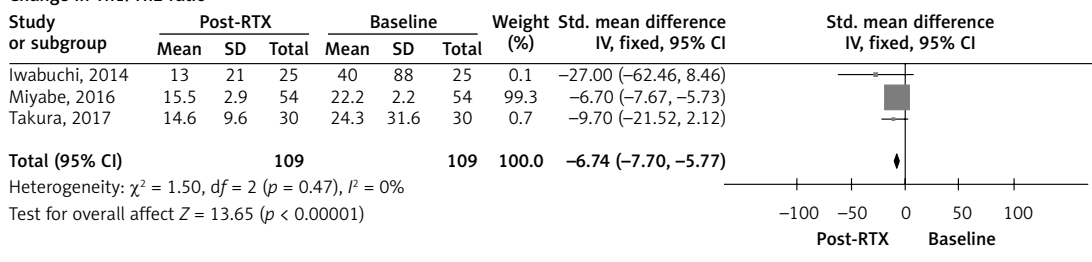 Study Post-RTX Baseline Weight Std. mean difference Std. mean difference
or subgroup Mean SD Total Mean SD Total (%) IV, fixed, 95% CI IV, fixed, 95% CI
Iwabuchi, 2014 13 21 25 40 88 25 0.1 −27.00 (−62.46, 8.46)
Miyabe, 2016 15.5 2.9 54 22.2 2.2 54 99.3 −6.70 (−7.67, −5.73)
Takura, 2017 14.6 9.6 30 24.3 31.6 30 0.7 −9.70 (−21.52, 2.12)
Total (95% CI) 109 109 100.0 −6.74 (−7.70, −5.77)
Heterogeneity: χ² = 1.50, df = 2 (p = 0.47), I² = 0%
Test for overall affect Z = 13.65 (p < 0.00001)
−100 −50 0 50 100
Post-RTX Baseline